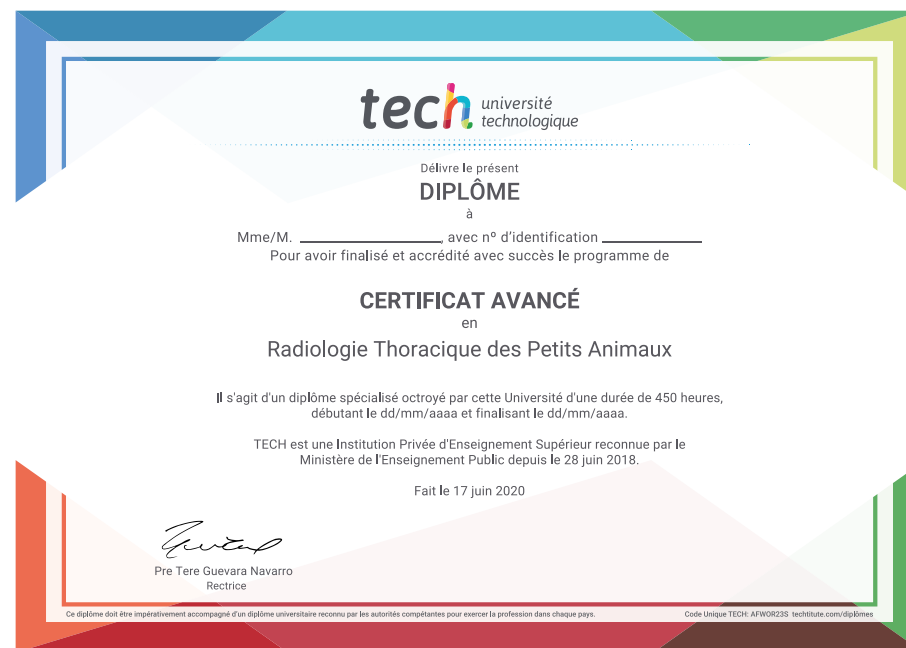 tech université
technologique
Délivre le présent
DIPLÔME
à
Mme/M. ____________, avec nº d'identification ____________
Pour avoir finalisé et accrédité avec succès le programme de
CERTIFICAT AVANCÉ
en
Radiologie Thoracique des Petits Animaux
Il s'agit d'un diplôme spécialisé octroyé par cette Université d'une durée de 450 heures,
débutant le dd/mm/aaaa et finalisant le dd/mm/aaaa.
TECH est une Institution Privée d'Enseignement Supérieur reconnue par le
Ministère de l'Enseignement Public depuis le 28 juin 2018.
Fait le 17 juin 2020
Pre Tere Guevara Navarro
Rectrice
Ce diplôme doit être impérativement accompagné d'un diplôme universitaire reconnu par les autorités compétentes pour exercer la profession dans chaque pays.
Code Unique TECH: AFWOR23S techtitute.com/diplômes